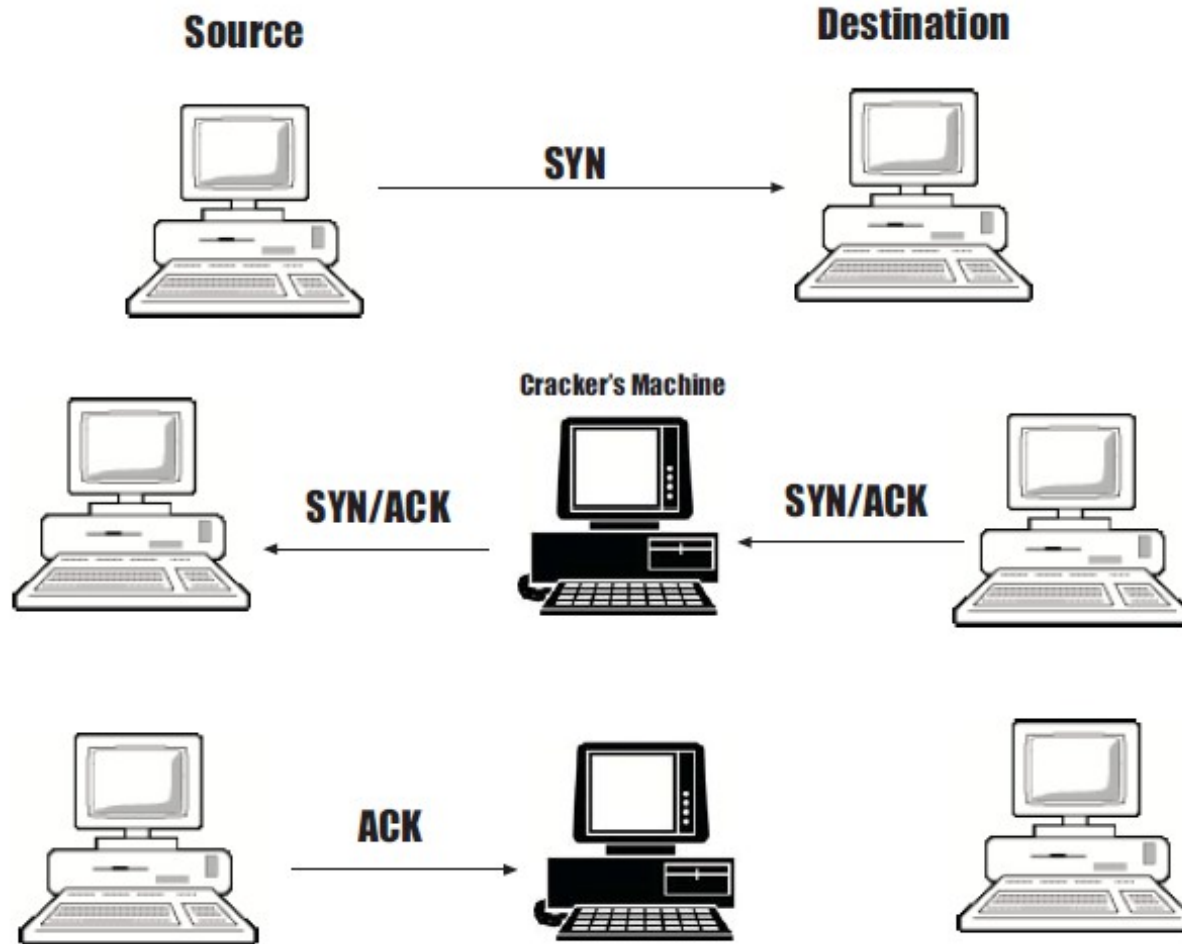 Source
Destination
SYN
Cracker's Machine
SYN/ACK
SYN/ACK
ACK